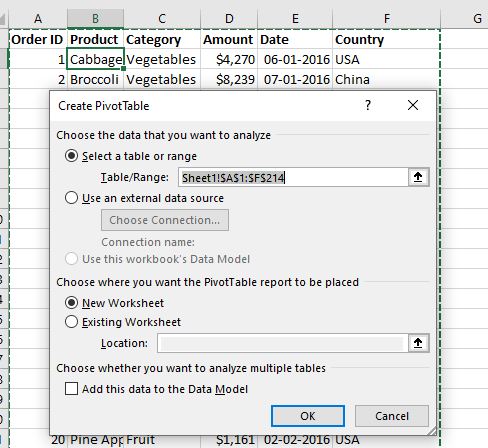 A B C D E F G
Order ID Product Category Amount Date Country
1 Cabbage Vegetables $4,270 06-01-2016 USA
2 Broccoli Vegetables $8,239 07-01-2016 China
Create PivotTable ? ×
Choose the data that you want to analyze
Select a table or range
Table/Range: Sheet1!$A$1:$F$214
Use an external data source
Choose Connection...
Connection name:
Use this workbook's Data Model
Choose where you want the PivotTable report to be placed
New Worksheet
Existing Worksheet
Location:
Choose whether you want to analyze multiple tables
Add this data to the Data Model
OK Cancel
20 Pine App Fruit $1,161 02-02-2016 USA